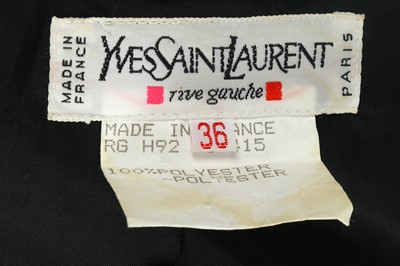 MADE IN
FRANCE
YVESSAINTLAURENT
rive gauche
PARIS
MADE IN 36 ANCE
RG H92 415
100%POLYESTER
-POLYESTER